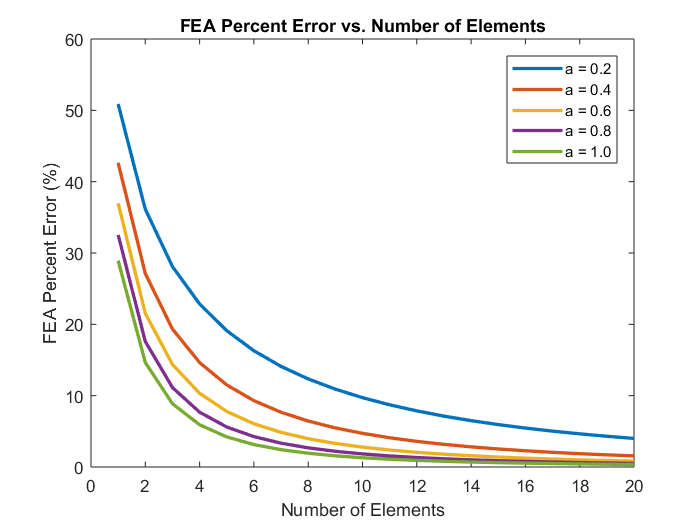 FEA Percent Error vs. Number of Elements
60
50
40
30
20
10
0
FEA Percent Error (%)
a = 0.2
a = 0.4
a = 0.6
a = 0.8
a = 1.0
0 2 4 6 8 10 12 14 16 18 20
Number of Elements